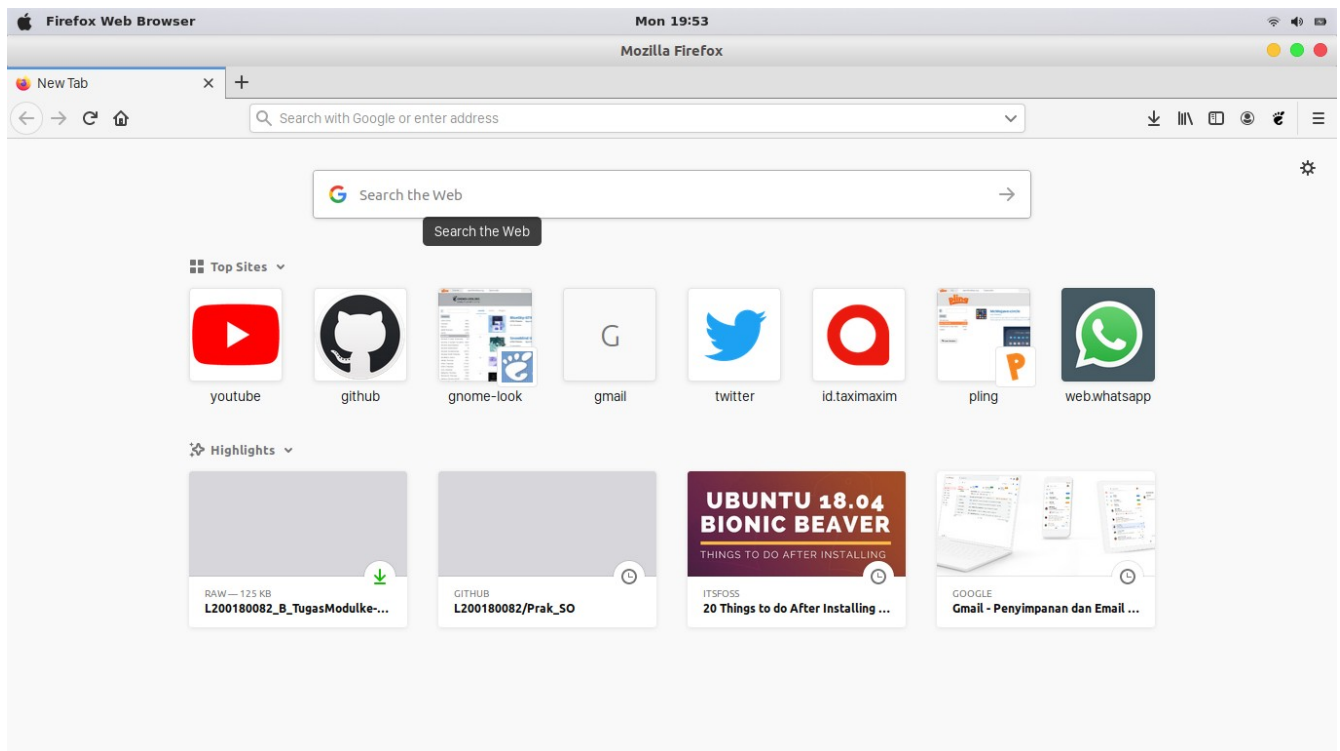 Firefox Web Browser
Mon 19:53
Mozilla Firefox
New Tab
Search with Google or enter address
Search the Web
Search the Web
Top Sites
G
youtube
github
gnome-look
gmail
twitter
id.taximaxim
pling
web.whatsapp
Highlights
UBUNTU 18.04
BIONIC BEAVER
THINGS TO DO AFTER INSTALLING
RAW — 125 KB
L200180082_B_TugasModulke-...
GITHUB
L200180082/Prak_SO
ITSFOSS
20 Things to do After Installing ...
GOOGLE
Gmail - Penyimpanan dan Email ...